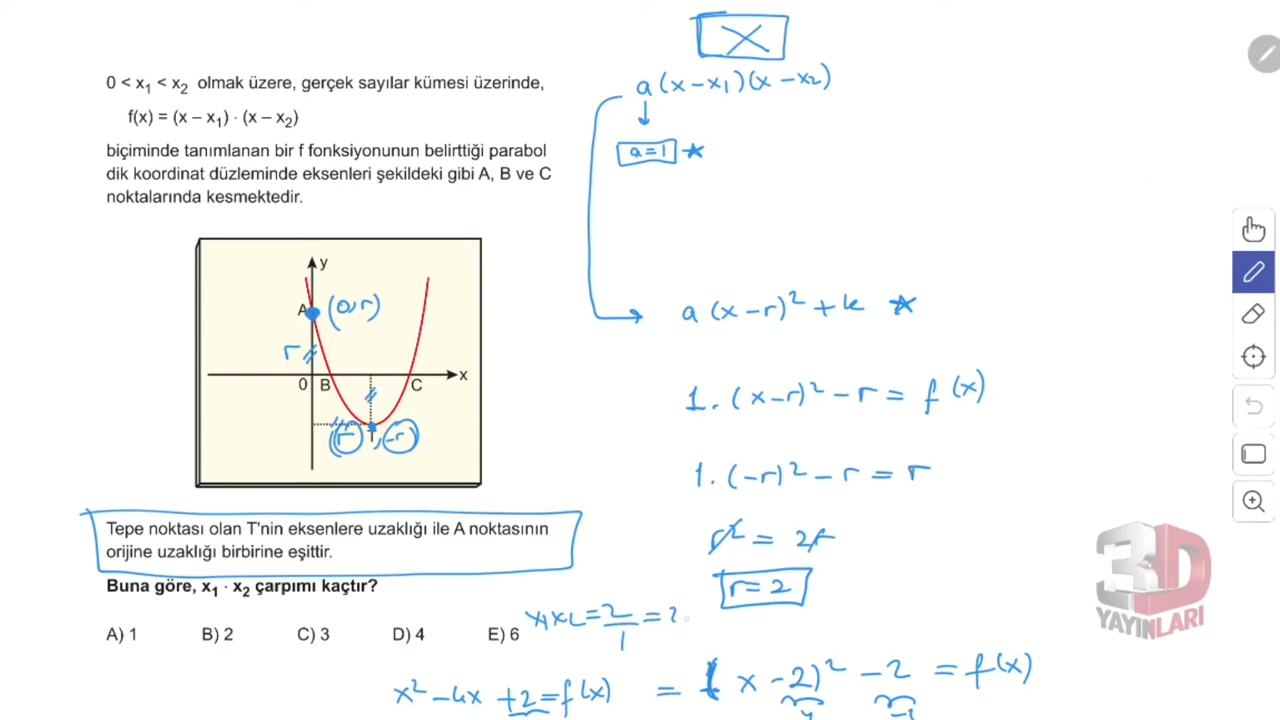 0 < x₁ < x₂ olmak üzere, gerçek sayılar kümesi üzerinde,
f(x) = (x – x₁) · (x – x₂)
biçiminde tanımlanan bir f fonksiyonunun belirttiği parabol
dik koordinat düzleminde eksenleri şekildeki gibi A, B ve C
noktalarında kesmektedir.
y
A (0,r)
r
0 B C x
T
(r, -r)
Tepe noktası olan T'nin eksenlere uzaklığı ile A noktasının
orijine uzaklığı birbirine eşittir.
Buna göre, x₁ · x₂ çarpımı kaçtır?
A) 1 B) 2 C) 3 D) 4 E) 6
a(x-x₁)(x-x₂)
a=1
a(x-r)²+k
1.(x-r)²-r = f(x)
1.(-r)²-r = r
r² = 2r
r=2
x₁x₂ = 2/1 = 2
x²-4x+2=f(x) = (x-2)²-2 = f(x)
3D
YAYINLARI